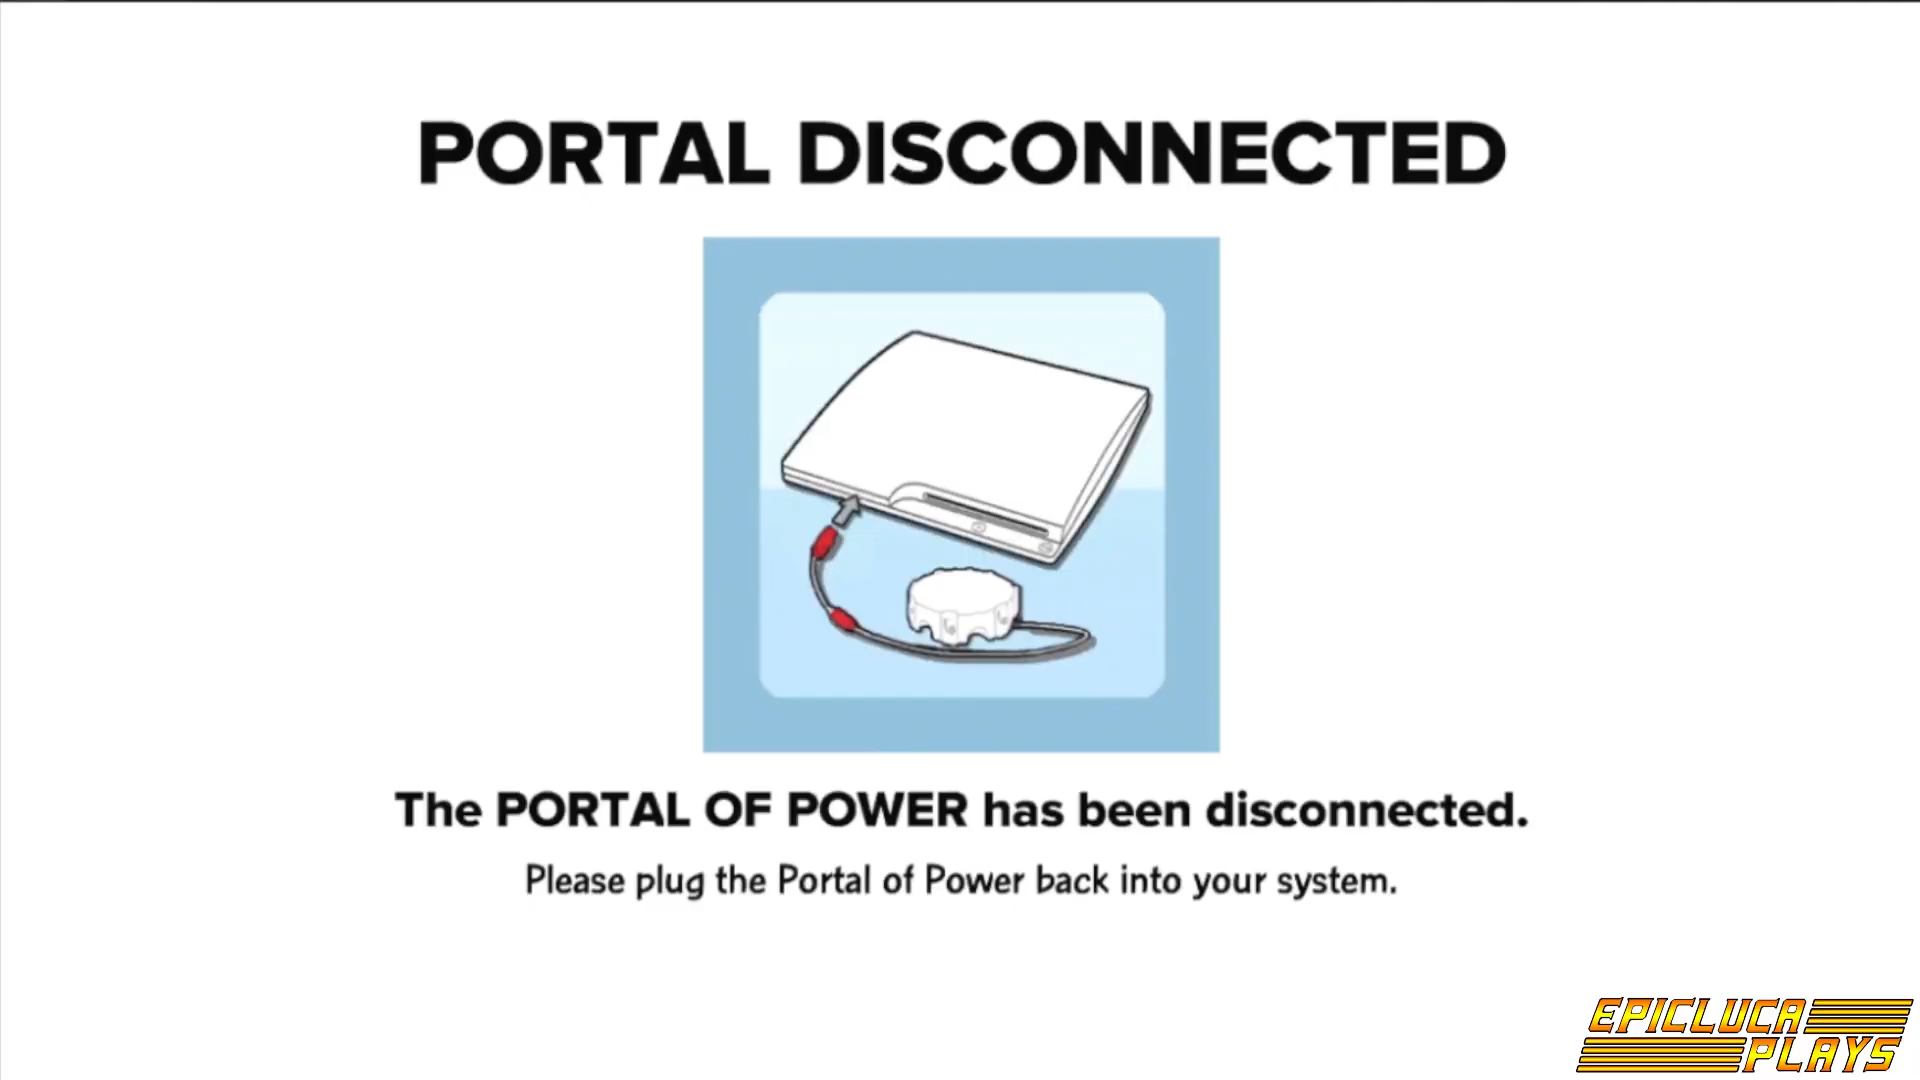 PORTAL DISCONNECTED
The PORTAL OF POWER has been disconnected.
Please plug the Portal of Power back into your system.
EPICLUCA
PLAYS